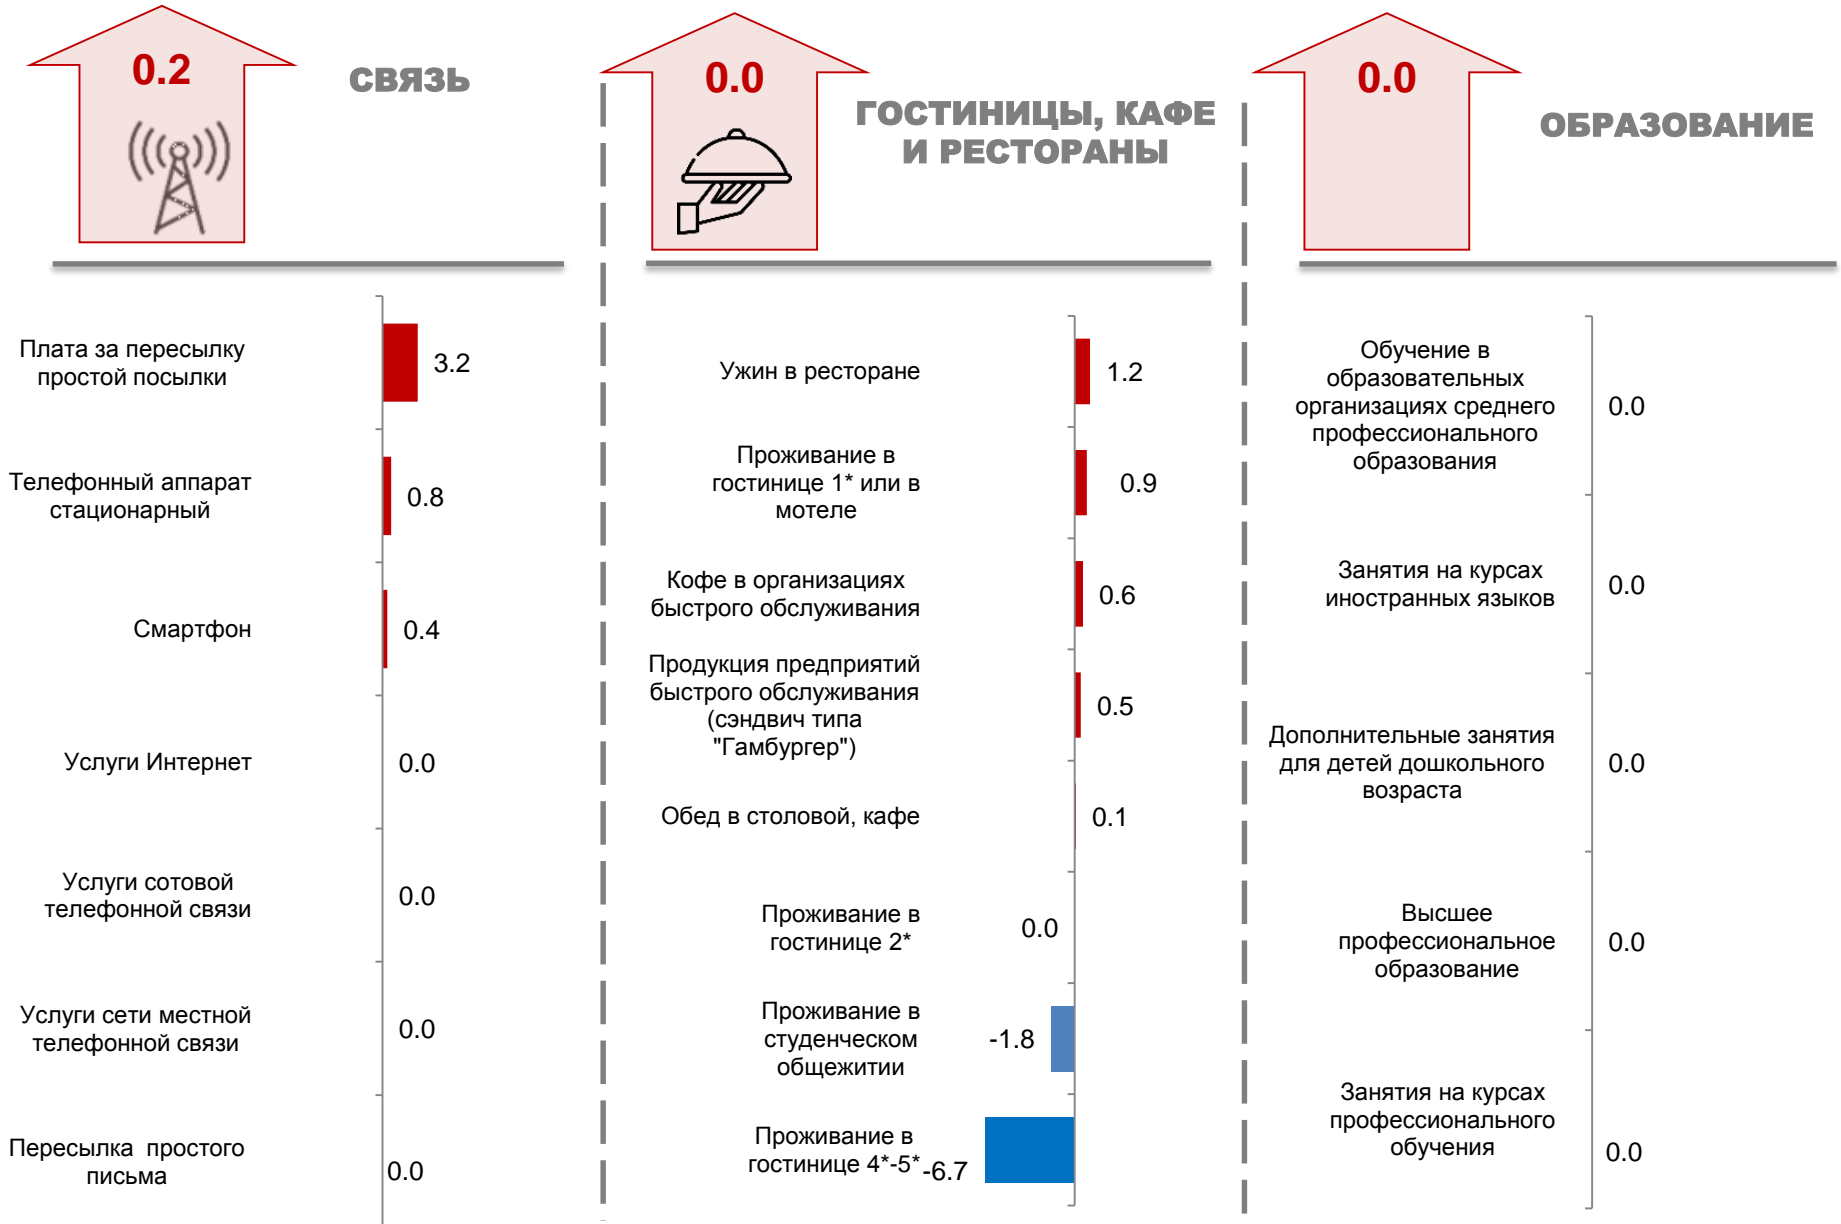 0.2
СВЯЗЬ
Плата за пересылку
простой посылки
3.2
Телефонный аппарат
стационарный
0.8
Смартфон
0.4
Услуги Интернет
0.0
Услуги сотовой
телефонной связи
0.0
Услуги сети местной
телефонной связи
0.0
Пересылка простого
письма
0.0
0.0
ГОСТИНИЦЫ, КАФЕ
И РЕСТОРАНЫ
Ужин в ресторане
1.2
Проживание в
гостинице 1* или в
мотеле
0.9
Кофе в организациях
быстрого обслуживания
0.6
Продукция предприятий
быстрого обслуживания
(сэндвич типа
"Гамбургер")
0.5
Обед в столовой, кафе
0.1
Проживание в
гостинице 2*
0.0
Проживание в
студенческом
общежитии
-1.8
Проживание в
гостинице 4*-5*
-6.7
0.0
ОБРАЗОВАНИЕ
Обучение в
образовательных
организациях среднего
профессионального
образования
0.0
Занятия на курсах
иностранных языков
0.0
Дополнительные занятия
для детей дошкольного
возраста
0.0
Высшее
профессиональное
образование
0.0
Занятия на курсах
профессионального
обучения
0.0